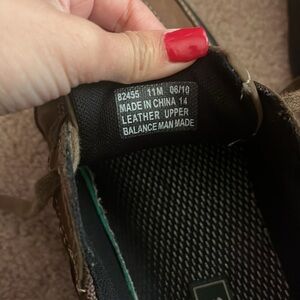 82455 11M 06/10
MADE IN CHINA 14
LEATHER UPPER
BALANCE MAN MADE